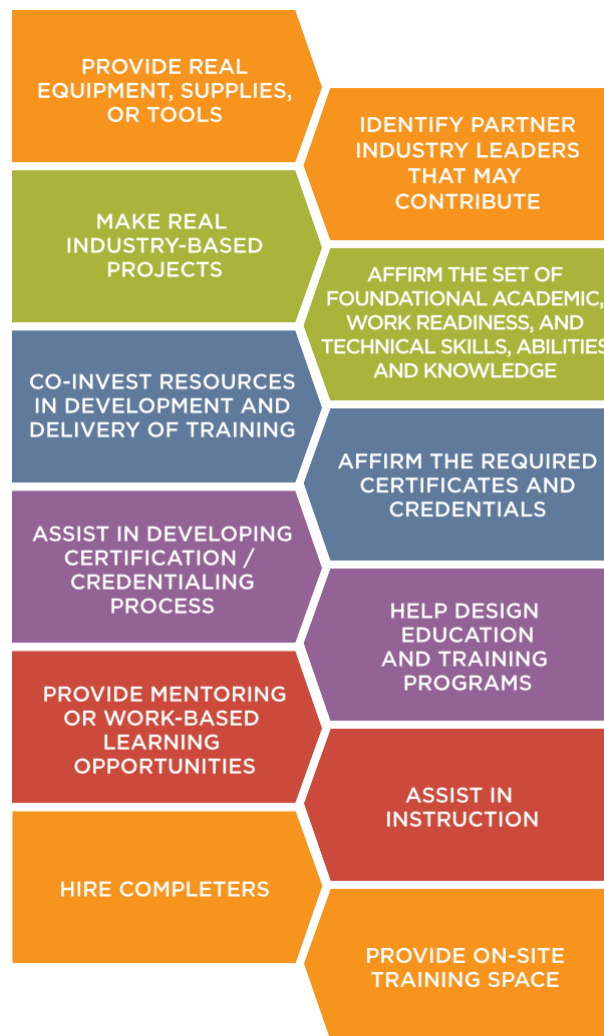 PROVIDE REAL
EQUIPMENT, SUPPLIES,
OR TOOLS
IDENTIFY PARTNER
INDUSTRY LEADERS
THAT MAY
CONTRIBUTE
MAKE REAL
INDUSTRY-BASED
PROJECTS
AFFIRM THE SET OF
FOUNDATIONAL ACADEMIC,
WORK READINESS, AND
TECHNICAL SKILLS, ABILITIES
AND KNOWLEDGE
CO-INVEST RESOURCES
IN DEVELOPMENT AND
DELIVERY OF TRAINING
AFFIRM THE REQUIRED
CERTIFICATES AND
CREDENTIALS
ASSIST IN DEVELOPING
CERTIFICATION /
CREDENTIALING
PROCESS
HELP DESIGN
EDUCATION
AND TRAINING
PROGRAMS
PROVIDE MENTORING
OR WORK-BASED
LEARNING
OPPORTUNITIES
ASSIST IN
INSTRUCTION
HIRE COMPLETERS
PROVIDE ON-SITE
TRAINING SPACE